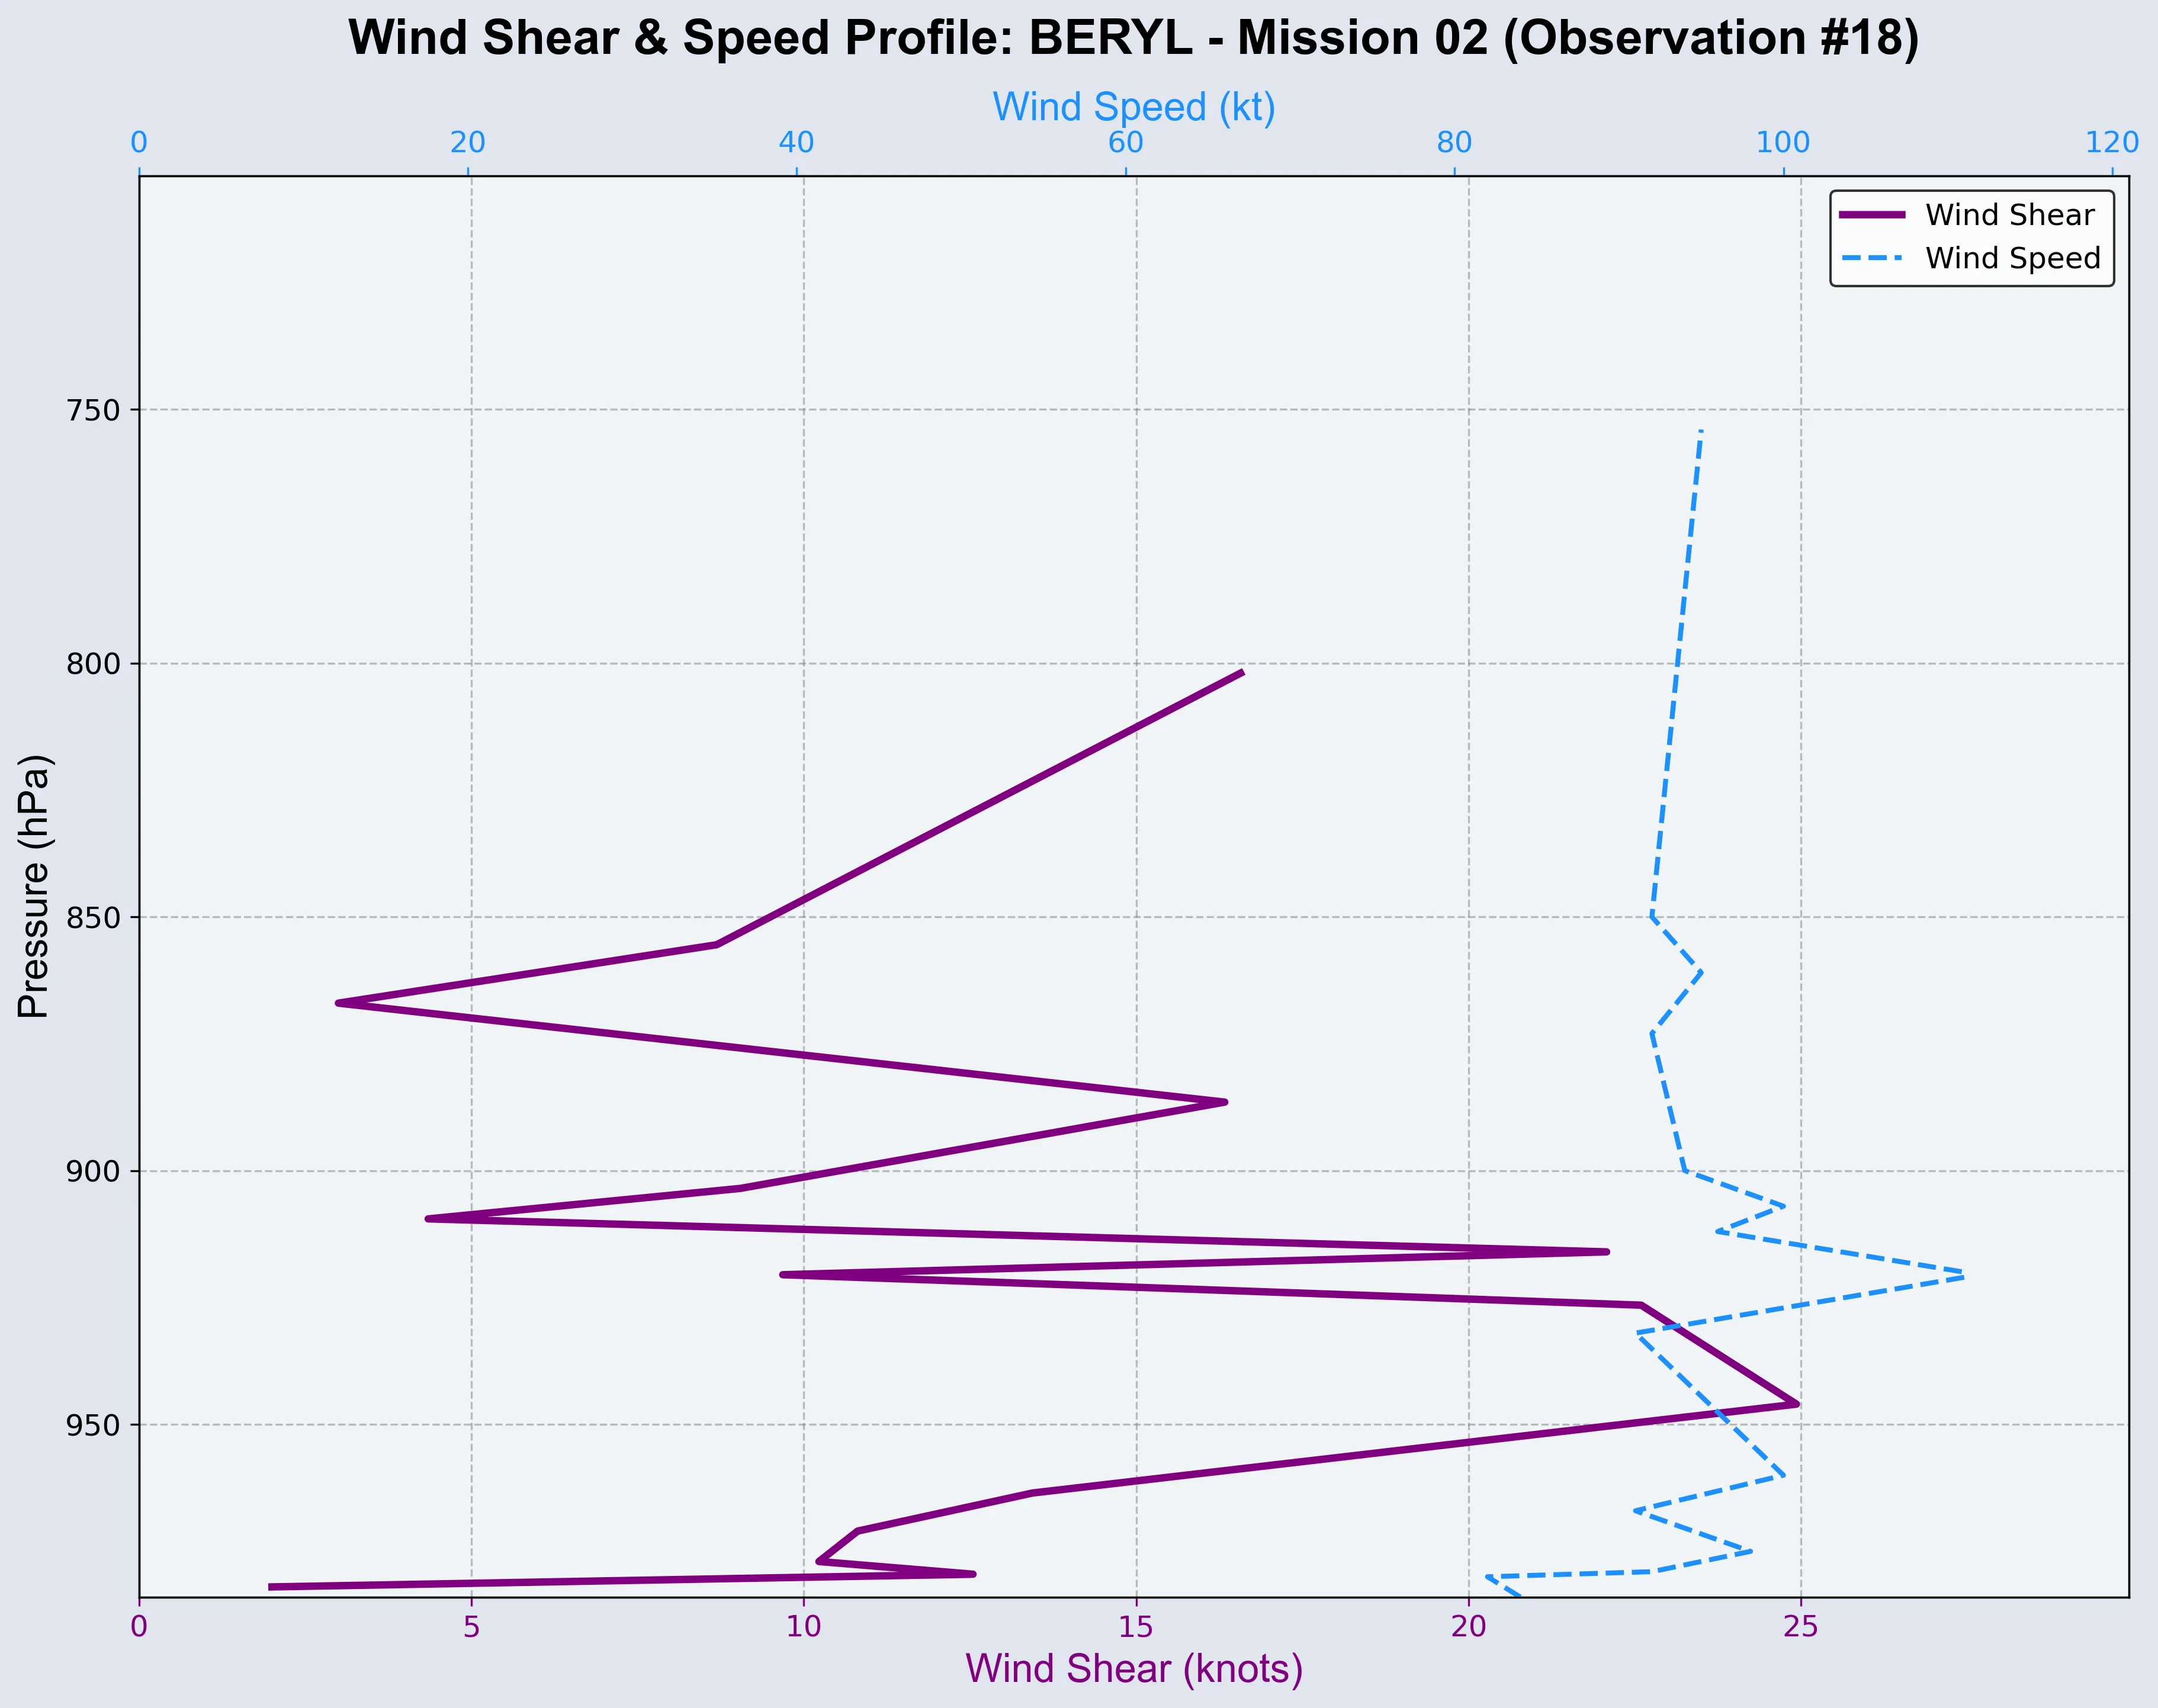 Wind Shear & Speed Profile: BERYL - Mission 02 (Observation #18)
Wind Speed (kt)
0 20 40 60 80 100 120
Wind Shear
Wind Speed
750
800
850
900
950
Pressure (hPa)
0 5 10 15 20 25
Wind Shear (knots)